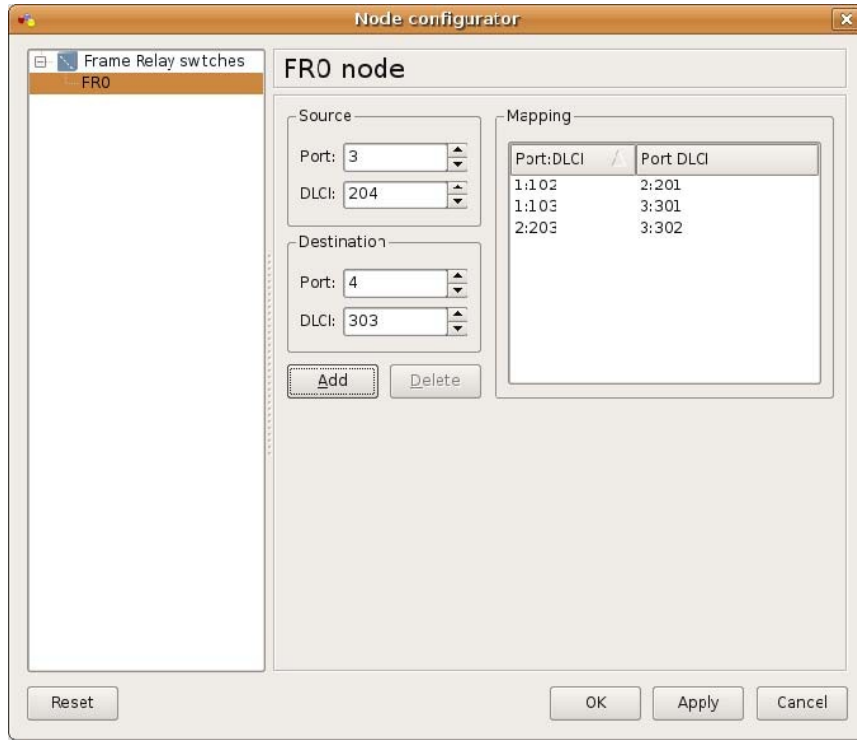 Node configurator
Frame Relay swtches
FR0
FR0 node
Source
Port: 3
DLCI: 204
Destination
Port: 4
DLCI: 303
Add
Delete
Mapping
Port:DLCI Port DLCI
1:102 2:201
1:103 3:301
2:203 3:302
Reset
OK
Apply
Cancel